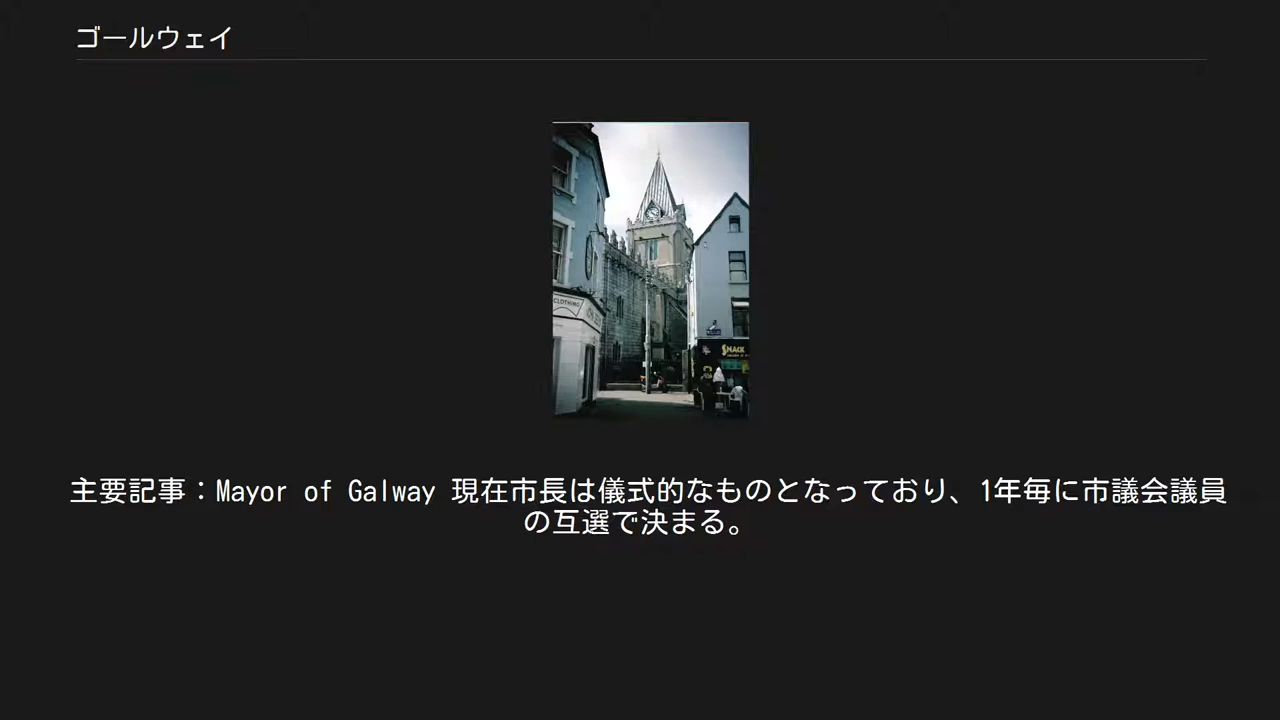 ゴールウェイ
CLOTHING
SNACK
主要記事：Mayor of Galway 現在市長は儀式的なものとなっており、1年毎に市議会議員
の互選で決まる。